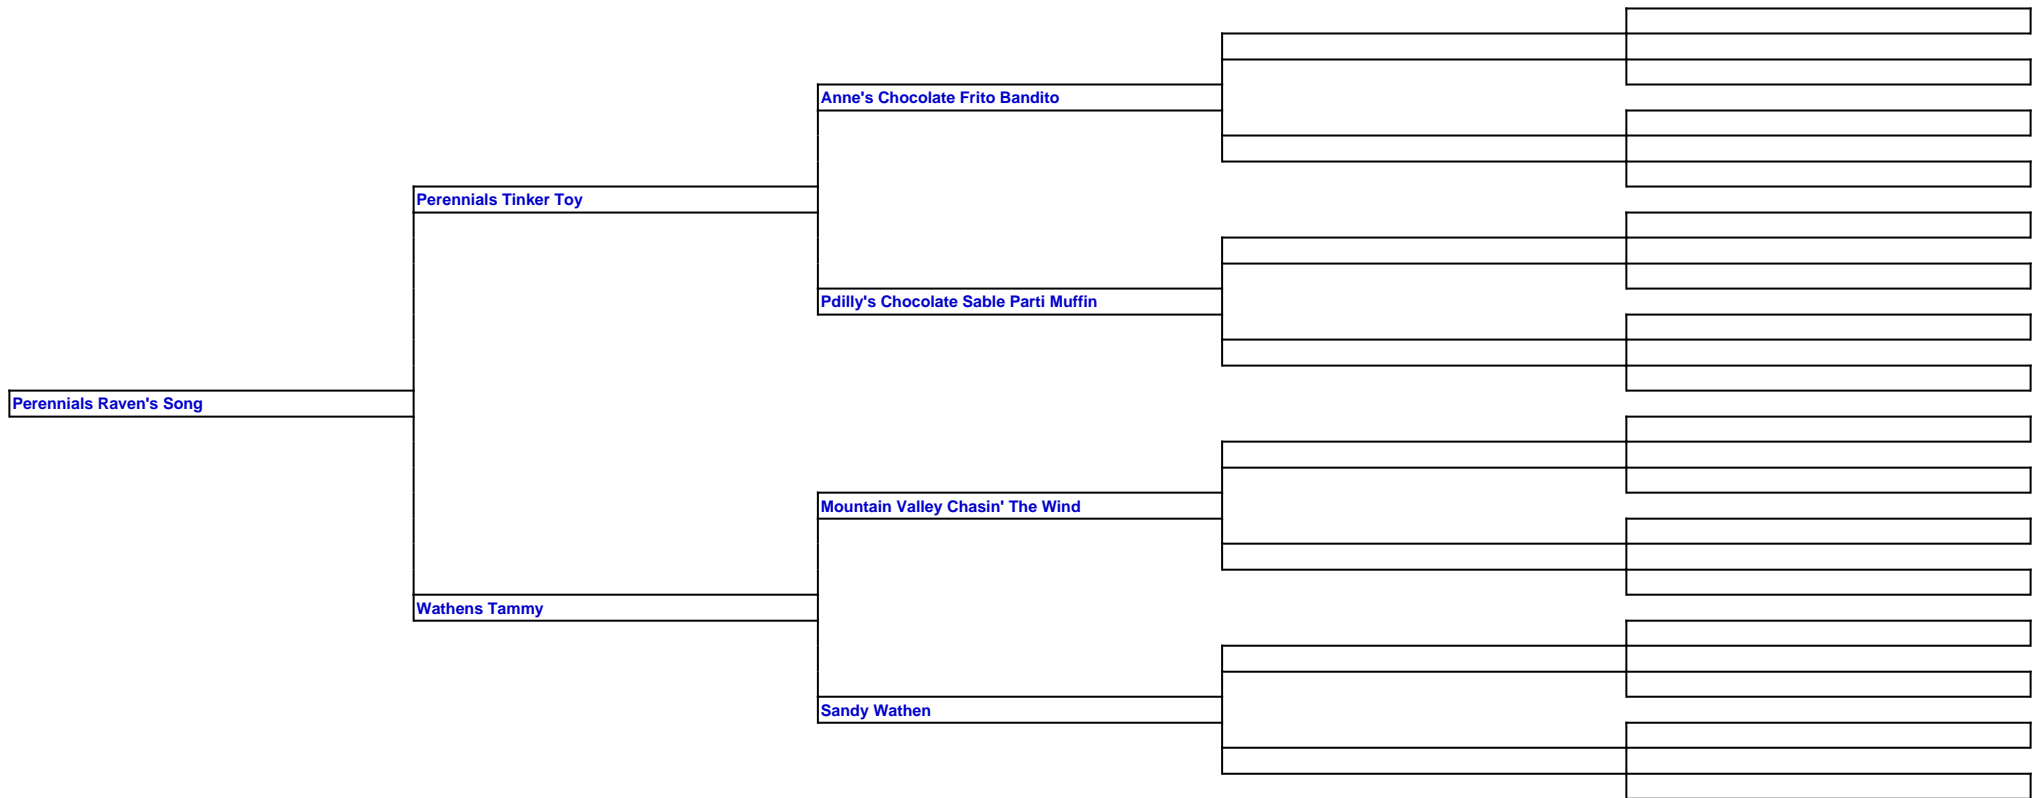 Anne's Chocolate Frito Bandito
Perennials Tinker Toy
Pdilly's Chocolate Sable Parti Muffin
Perennials Raven's Song
Mountain Valley Chasin' The Wind
Wathens Tammy
Sandy Wathen